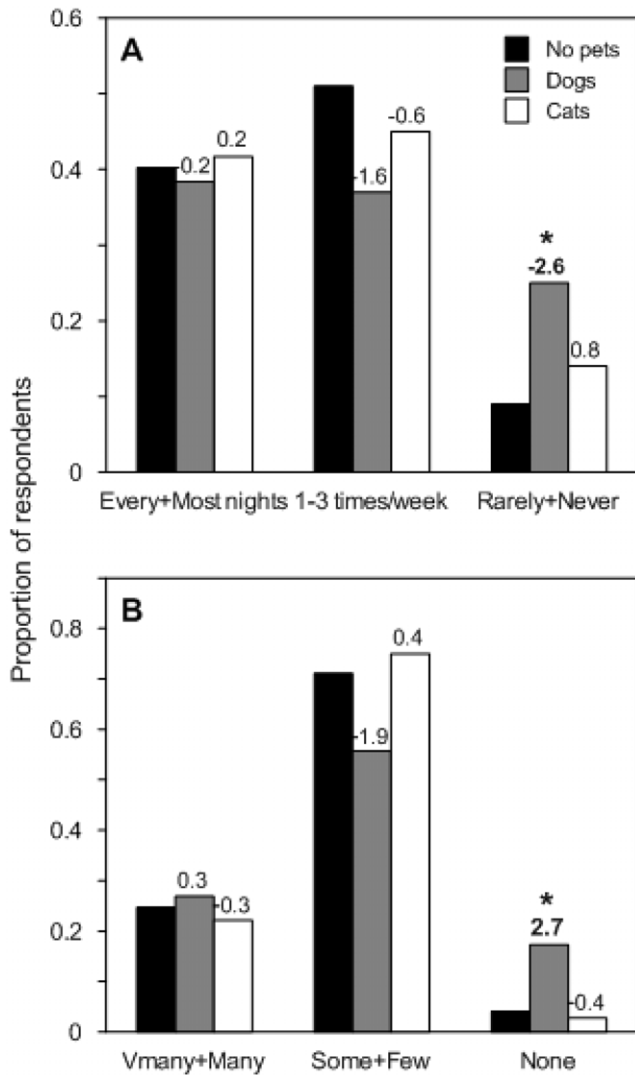 Proportion of respondents
A
No pets
Dogs
Cats
0.6
0.4
0.2
0
-0.2
0.2
-1.6
-0.6
*
-2.6
0.8
Every+Most nights 1-3 times/week Rarely+Never
B
0.8
0.6
0.4
0.2
0
0.3
-0.3
-1.9
0.4
*
2.7
-0.4
Vmany+Many Some+Few None